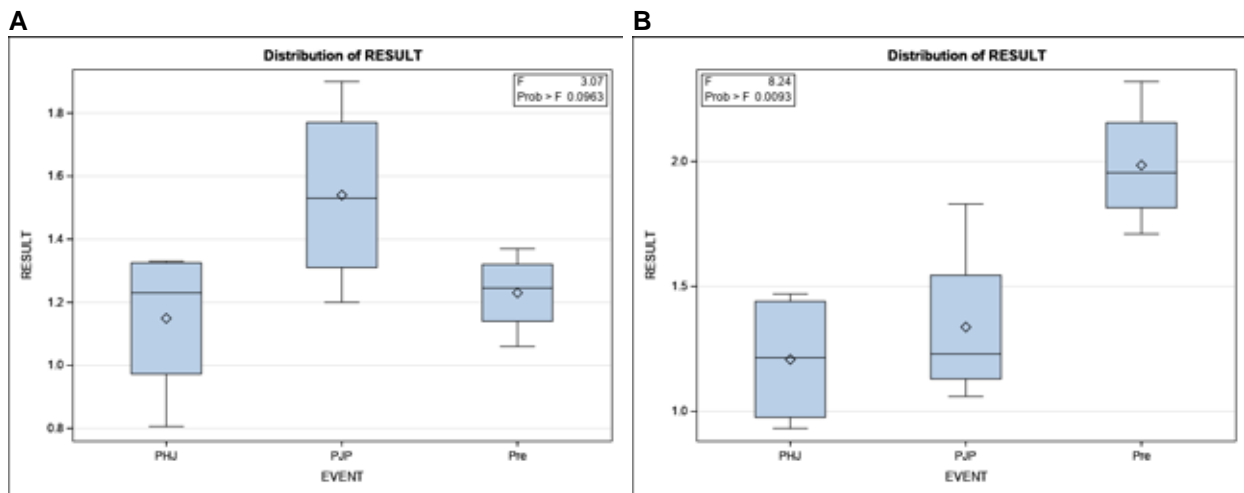 A
Distribution of RESULT
F 3.07
Prob > F 0.0963
1.8
1.6
1.4
1.2
1.0
0.8
RESULT
PHJ PJP Pre
EVENT
B
Distribution of RESULT
F 8.24
Prob > F 0.0093
2.0
1.5
1.0
RESULT
PHJ PJP Pre
EVENT